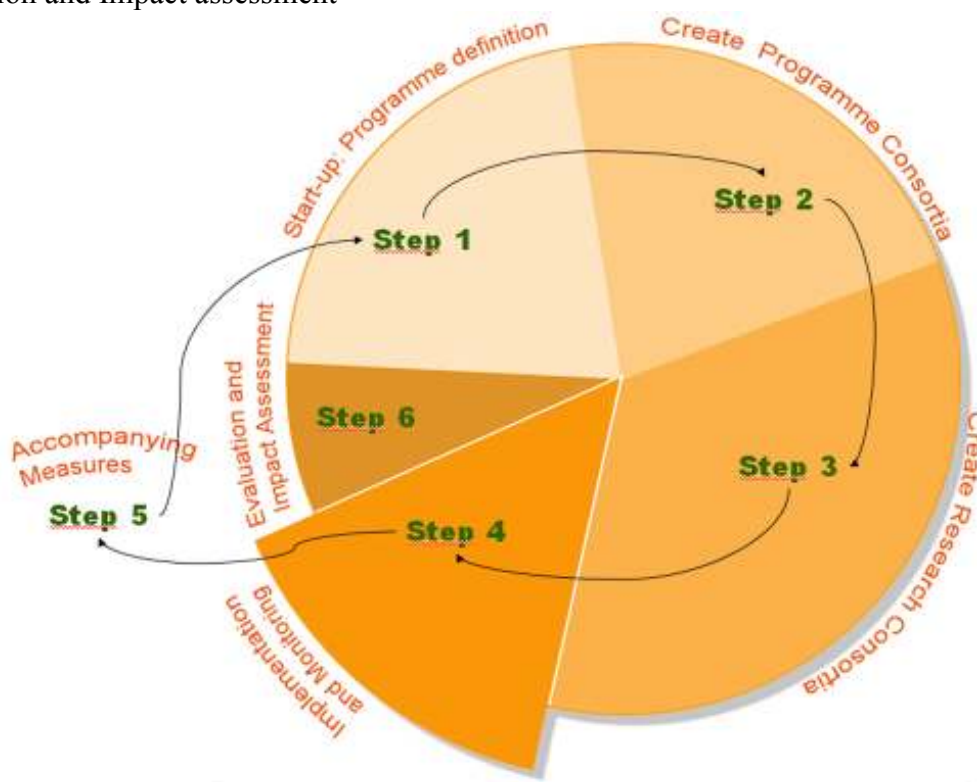 ion and Impact assessment
Start-up: Programme definition
Create Programme Consortia
Step 1
Step 2
Evaluation and
Impact Assessment
Step 6
Accompanying
Measures
Step 5
Step 3
Create Research Consortia
Step 4
Implementation
and Monitoring